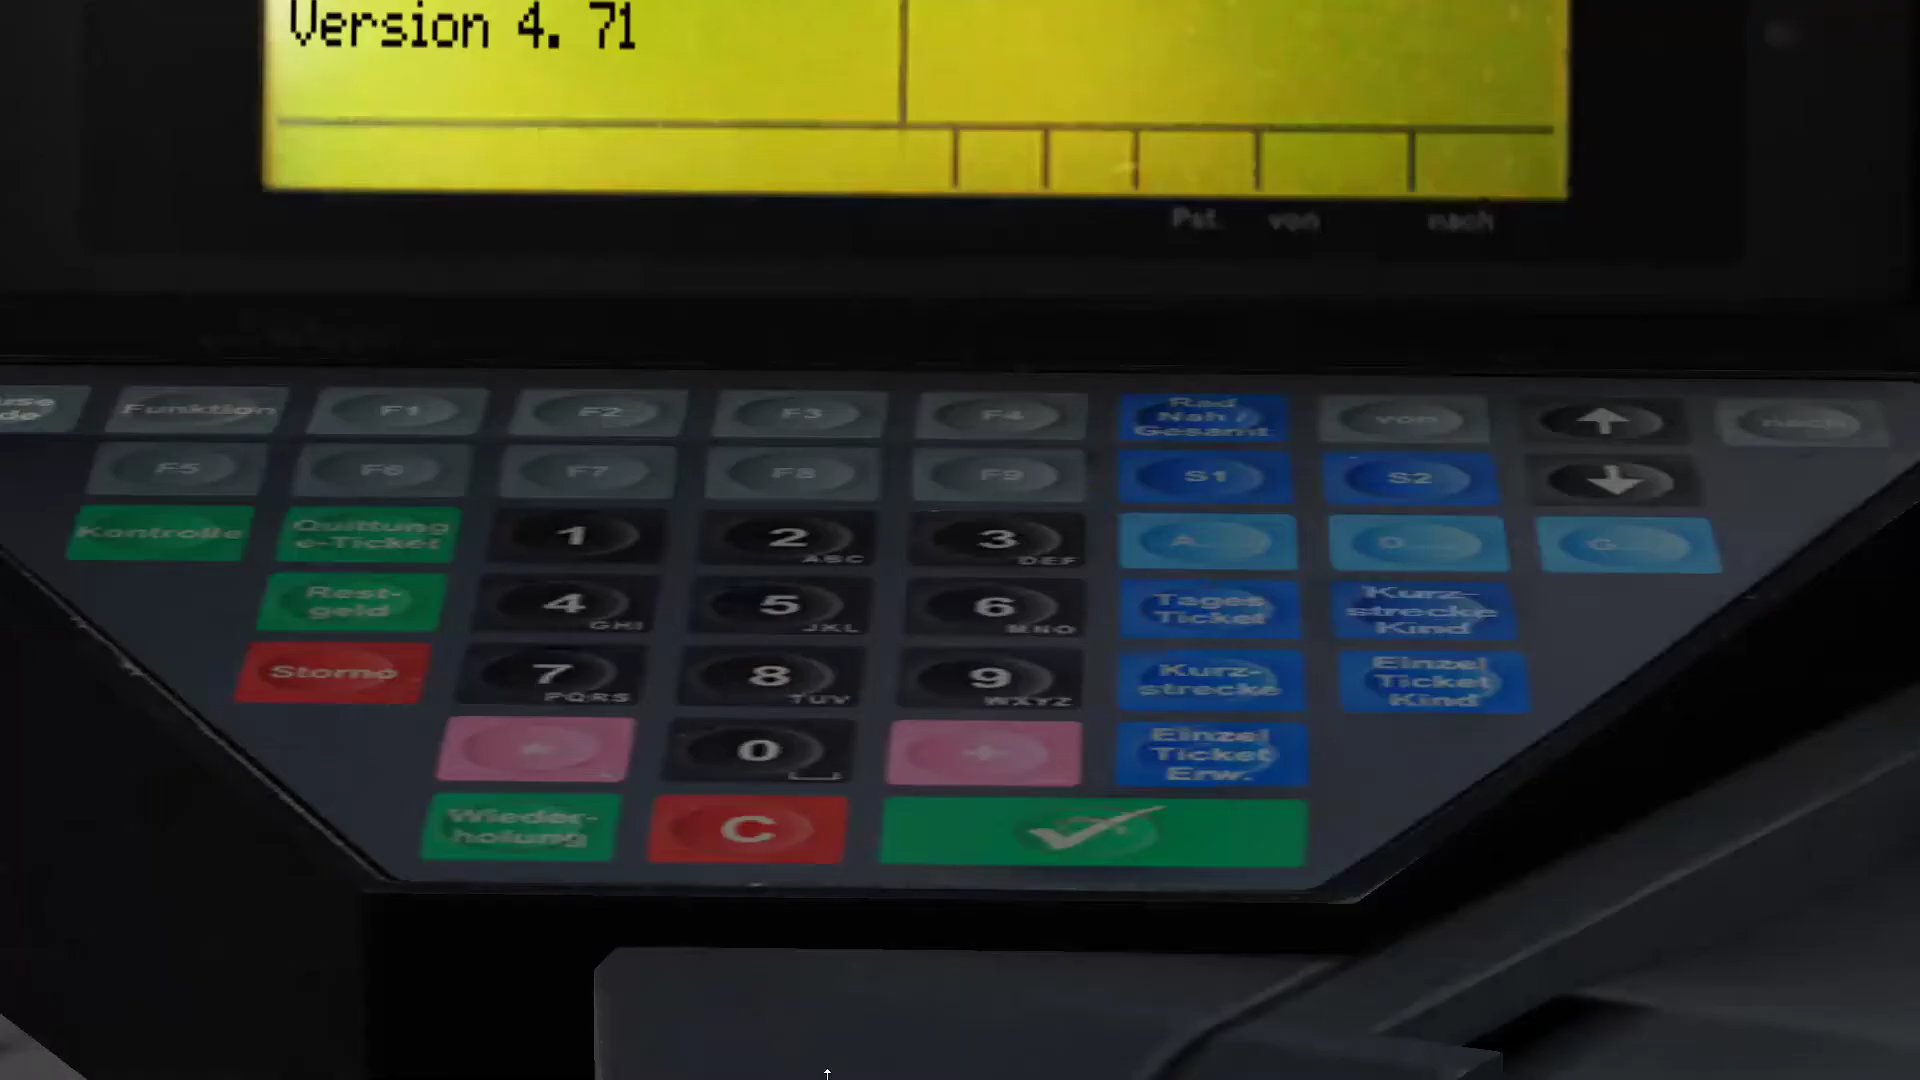 Version 4. 71
Pst. von nach
Funktion F1 F2 F3 F4 Rad Nah / Gesamt von nach
F5 F6 F7 F8 F9 S1 S2
Kontrolle Quittung e-Ticket 1 2 ABC 3 DEF A... D... G...
Rest-geld 4 GHI 5 JKL 6 MNO Tages Ticket Kurz-strecke Kind
Storno 7 PQRS 8 TUV 9 WXYZ Kurz-strecke Einzel Ticket Kind
0 Einzel Ticket Erw.
Wieder-holung C